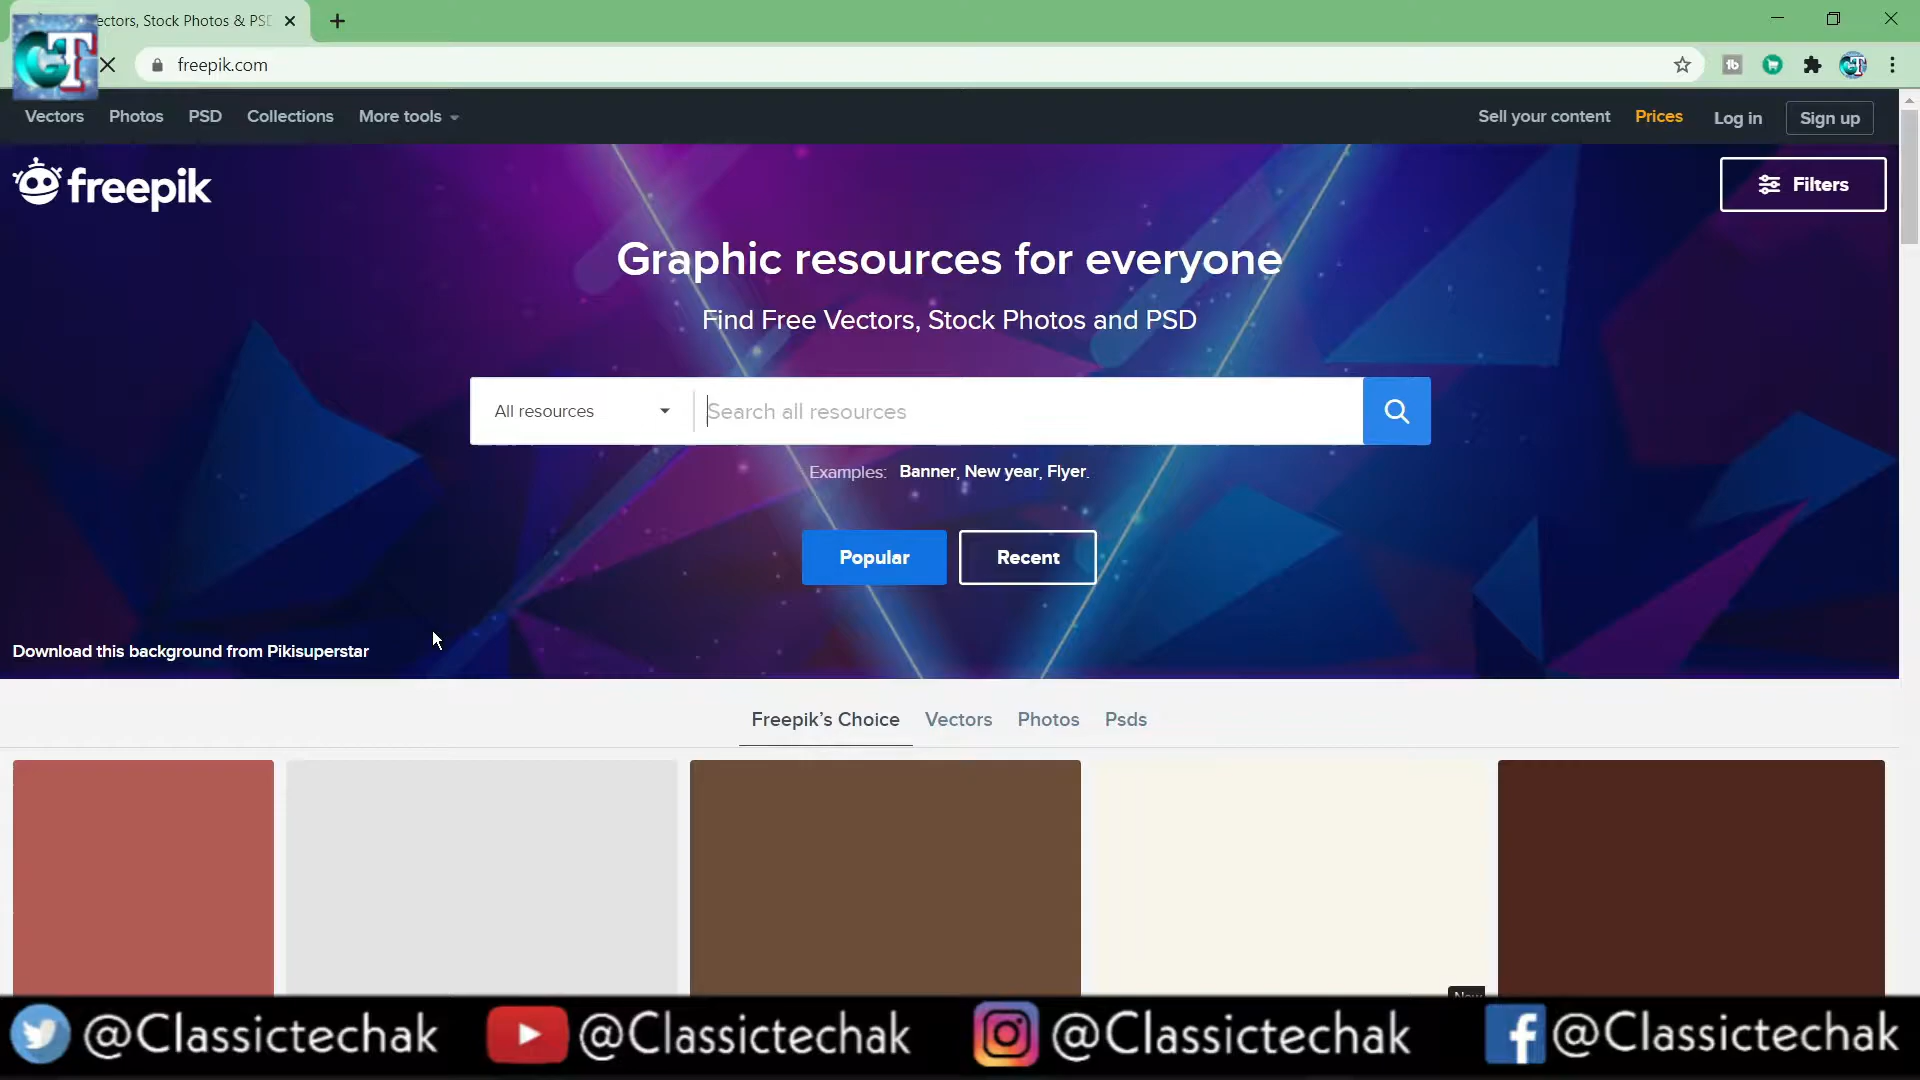 ectors, Stock Photos & PSD
GT
freepik.com
Vectors Photos PSD Collections More tools
Sell your content Prices Log in Sign up
freepik
Filters
Graphic resources for everyone
Find Free Vectors, Stock Photos and PSD
All resources
Search all resources
Examples: Banner, New year, Flyer.
Popular Recent
Download this background from Pikisuperstar
Freepik's Choice Vectors Photos Psds
@Classictechak @Classictechak @Classictechak @Classictechak